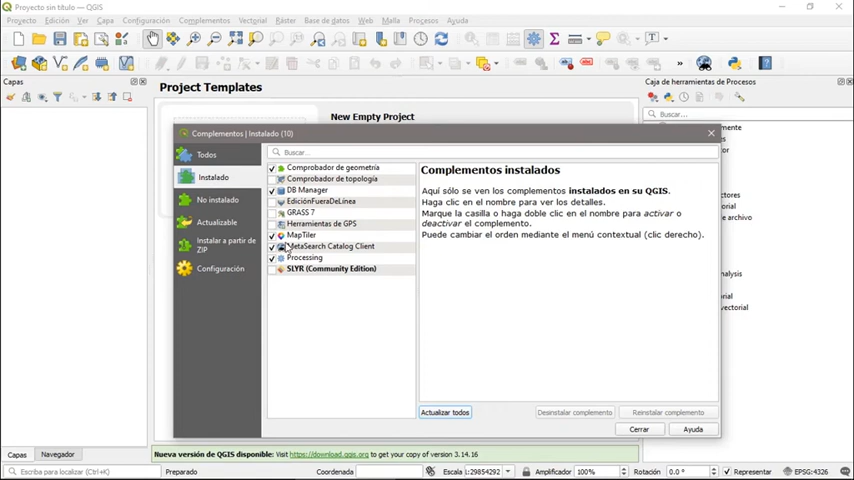 Proyecto sin título — QGIS
Proyecto Edición Ver Capa Configuración Complementos Vectorial Ráster Base de datos Web Malla Procesos Ayuda
Capas
Project Templates
New Empty Project
Caja de herramientas de Procesos
Buscar...
Complementos | Instalado (10)
Todos
Instalado
No instalado
Actualizable
Instalar a partir de
ZIP
Configuración
Buscar...
Comprobador de geometría
Comprobador de topología
DB Manager
EdiciónFueraDeLínea
GRASS 7
Herramientas de GPS
MapTiler
MetaSearch Catalog Client
Processing
SLYR (Community Edition)
Complementos instalados
Aquí sólo se ven los complementos instalados en su QGIS.
Haga clic en el nombre para ver los detalles.
Marque la casilla o haga doble clic en el nombre para activar o
deactivar el complemento.
Puede cambiar el orden mediante el menú contextual (clic derecho).
Actualizar todos
Desinstalar complemento
Reinstalar complemento
Cerrar
Ayuda
Capas
Navegador
Nueva versión de QGIS disponible: Visit https://download.qgis.org to get your copy of version 3.14.16
Escriba para localizar (Ctrl+K)
Preparado
Coordenada
Escala
1:29854292
Amplificador
100%
Rotación
0.0 °
Representar
EPSG:4326